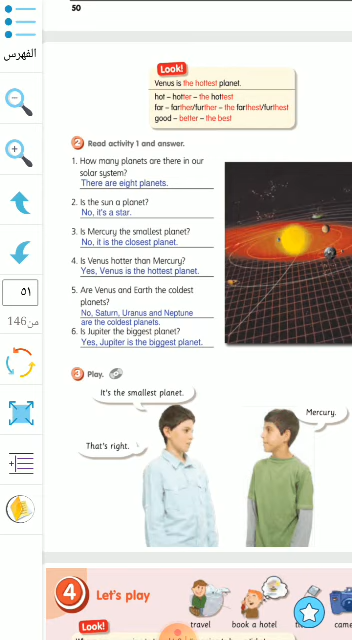 50
الفهرس
Look!
Venus is the hottest planet.
hot – hotter – the hottest
far – farther/further – the farthest/furthest
good – better – the best
2 Read activity 1 and answer.
1. How many planets are there in our
solar system?
There are eight planets.
2. Is the sun a planet?
No, it's a star.
3. Is Mercury the smallest planet?
No, it is the closest planet.
4. Is Venus hotter than Mercury?
Yes, Venus is the hottest planet.
5. Are Venus and Earth the coldest
planets?
No, Saturn, Uranus and Neptune
are the coldest planets.
6. Is Jupiter the biggest planet?
Yes, Jupiter is the biggest planet.
٥١
من 146
3 Play.
It's the smallest planet.
Mercury.
That's right.
4 Let's play
travel
book a hotel
Look!